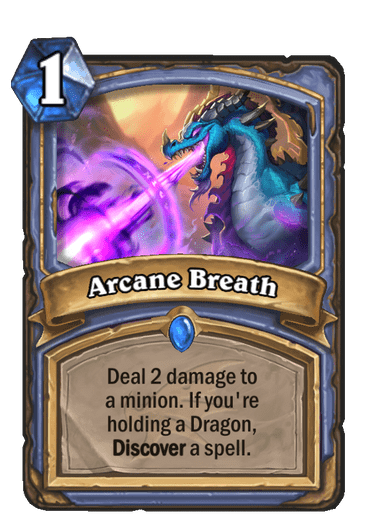 1
Arcane Breath
Deal 2 damage to
a minion. If you're
holding a Dragon,
Discover a spell.